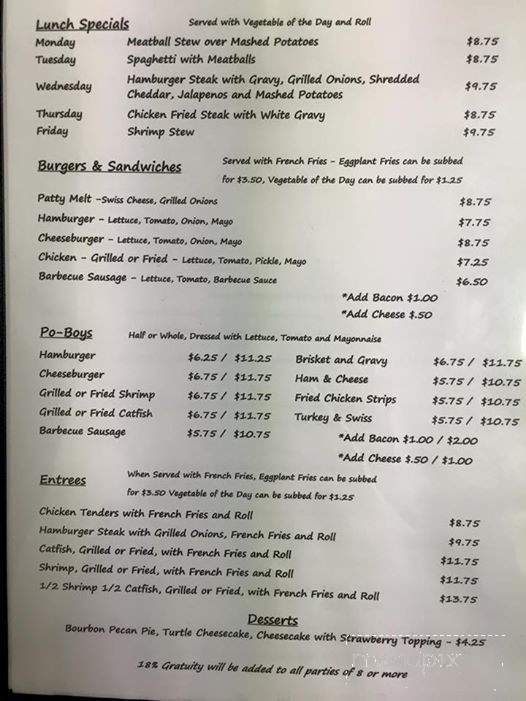 Lunch Specials Served with Vegetable of the Day and Roll
Monday Meatball Stew over Mashed Potatoes $8.75
Tuesday Spaghetti with Meatballs $8.75
Wednesday Hamburger Steak with Gravy, Grilled Onions, Shredded
Cheddar, Jalapenos and Mashed Potatoes $9.75
Thursday Chicken Fried Steak with White Gravy $8.75
Friday Shrimp Stew $9.75
Burgers & Sandwiches Served with French Fries - Eggplant Fries can be subbed
for $3.50, Vegetable of the Day can be subbed for $1.25
Patty Melt -Swiss Cheese, Grilled Onions $8.75
Hamburger - Lettuce, Tomato, Onion, Mayo $7.75
Cheeseburger - Lettuce, Tomato, Onion, Mayo $8.75
Chicken - Grilled or Fried - Lettuce, Tomato, Pickle, Mayo $7.25
Barbecue Sausage - Lettuce, Tomato, Barbecue Sauce $6.50
*Add Bacon $1.00
*Add Cheese $.50
Po-Boys Half or Whole, Dressed with Lettuce, Tomato and Mayonnaise
Hamburger $6.25 / $11.25 Brisket and Gravy $6.75 / $11.75
Cheeseburger $6.75 / $11.75 Ham & Cheese $5.75 / $10.75
Grilled or Fried Shrimp $6.75 / $11.75 Fried Chicken Strips $5.75 / $10.75
Grilled or Fried Catfish $6.75 / $11.75 Turkey & Swiss $5.75 / $10.75
Barbecue Sausage $5.75 / $10.75 *Add Bacon $1.00 / $2.00
*Add Cheese $.50 / $1.00
Entrees When Served with French Fries, Eggplant Fries can be subbed
for $3.50 Vegetable of the Day can be subbed for $1.25
Chicken Tenders with French Fries and Roll $8.75
Hamburger Steak with Grilled Onions, French Fries and Roll $9.75
Catfish, Grilled or Fried, with French Fries and Roll $11.75
Shrimp, Grilled or Fried, with French Fries and Roll $11.75
1/2 Shrimp 1/2 Catfish, Grilled or Fried, with French Fries and Roll $13.75
Desserts
Bourbon Pecan Pie, Turtle Cheesecake, Cheesecake with Strawberry Topping - $4.25
18% Gratuity will be added to all parties of 8 or more